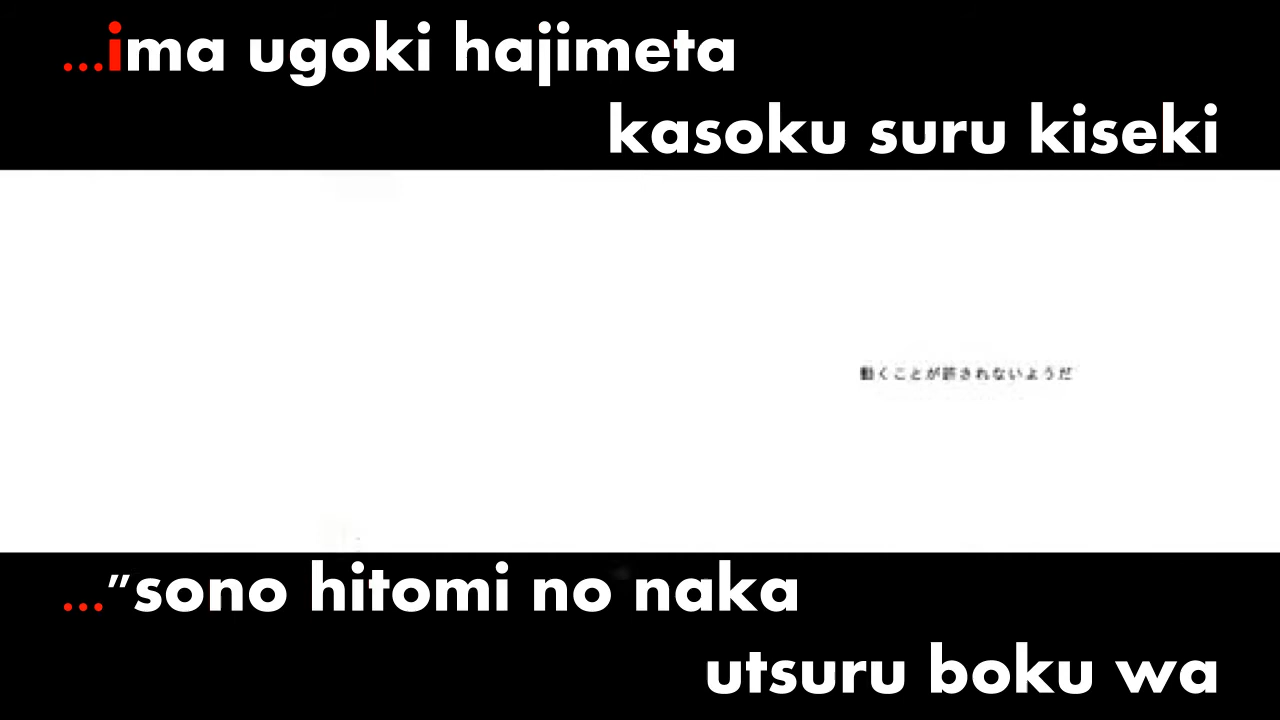 ...ima ugoki hajimeta
kasoku suru kiseki
動くことが許されないようだ
..."sono hitomi no naka
utsuru boku wa